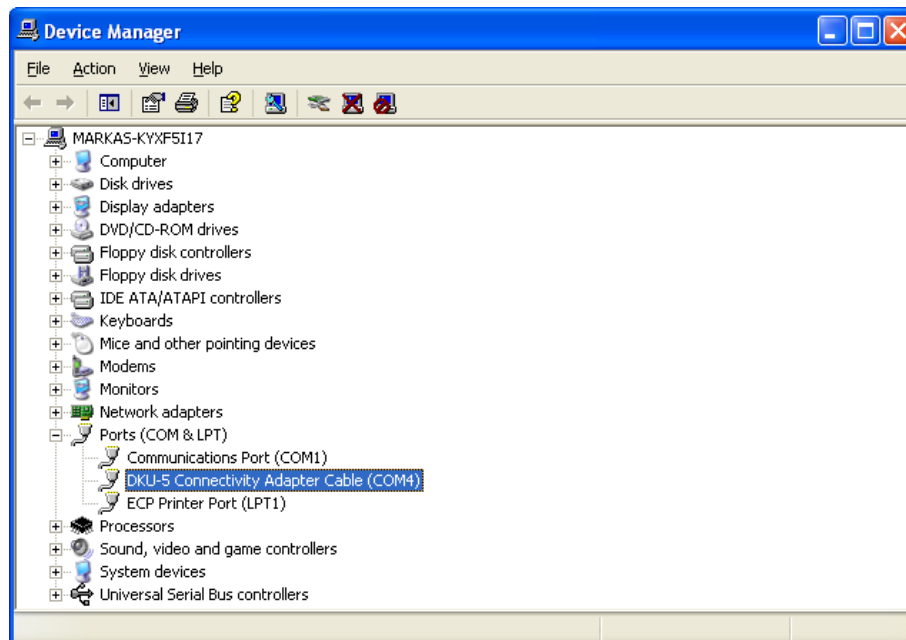 Device Manager
File Action View Help
MARKAS-KYXF5I17
Computer
Disk drives
Display adapters
DVD/CD-ROM drives
Floppy disk controllers
Floppy disk drives
IDE ATA/ATAPI controllers
Keyboards
Mice and other pointing devices
Modems
Monitors
Network adapters
Ports (COM & LPT)
Communications Port (COM1)
DKU-5 Connectivity Adapter Cable (COM4)
ECP Printer Port (LPT1)
Processors
Sound, video and game controllers
System devices
Universal Serial Bus controllers